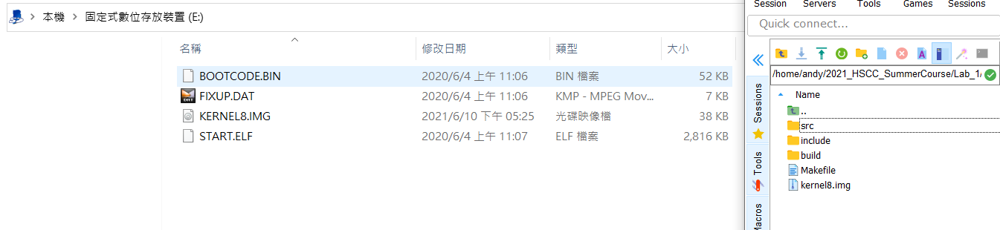 本機 > 固定式數位存放裝置 (E:)
名稱 修改日期 類型 大小
BOOTCODE.BIN 2020/6/4 上午 11:06 BIN 檔案 52 KB
FIXUP.DAT 2020/6/4 上午 11:06 KMP - MPEG Mov... 7 KB
KERNEL8.IMG 2021/6/10 下午 05:25 光碟映像檔 38 KB
START.ELF 2020/6/4 上午 11:07 ELF 檔案 2,816 KB
Session Servers Tools Games Sessions
Quick connect...
/home/andy/2021_HSCC_SummerCourse/Lab_1/
Name
..
src
include
build
Makefile
kernel8.img
Sessions
Tools
Macros
DAT